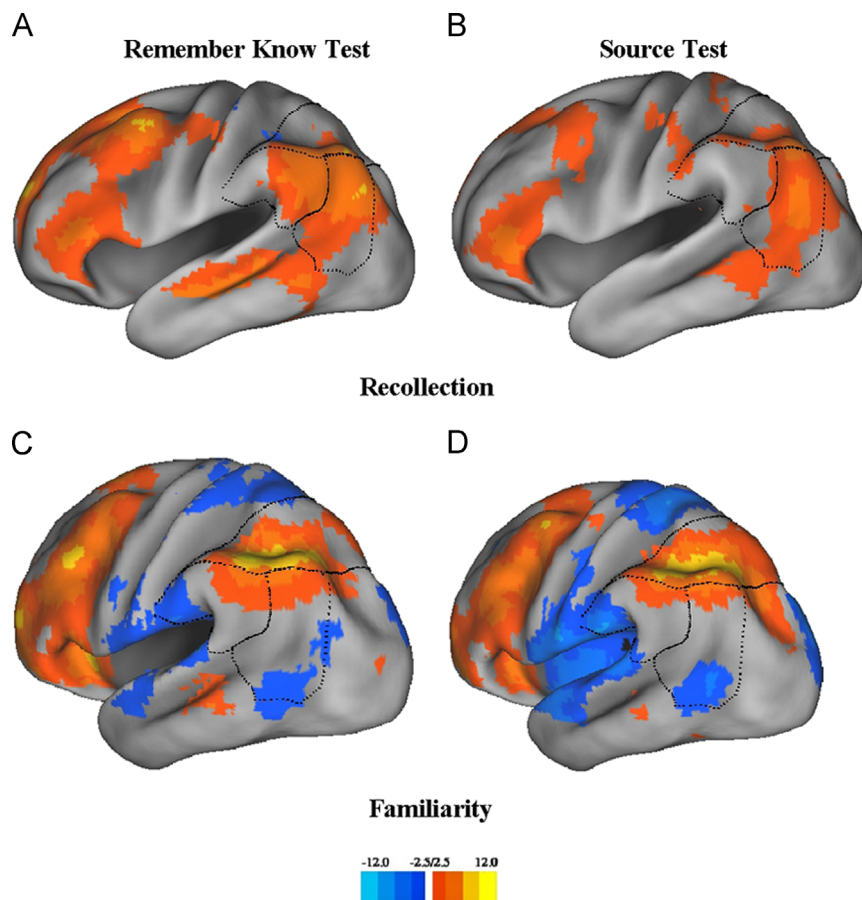 A
B
Remember Know Test
Source Test
Recollection
C
D
Familiarity
-12.0 -2.5/2.5 12.0